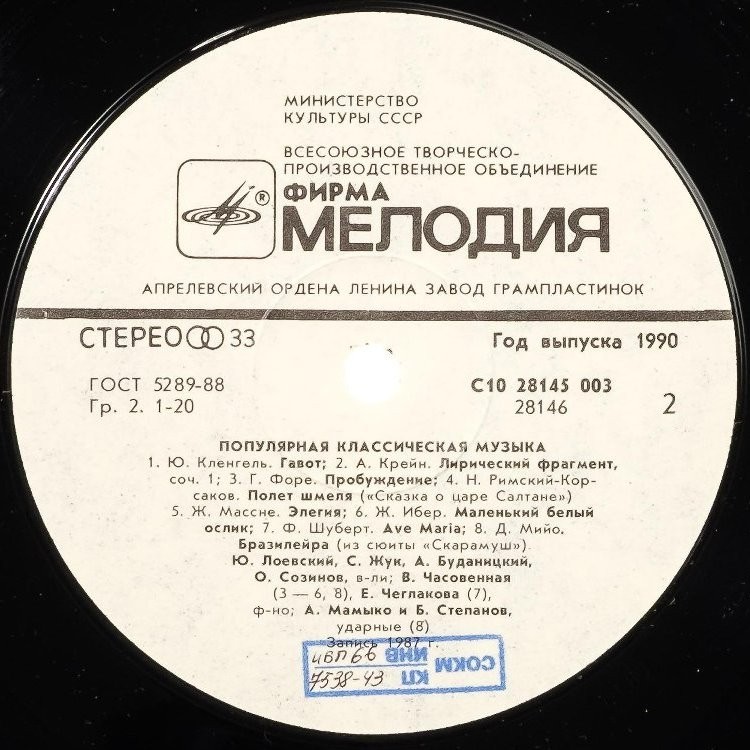 МИНИСТЕРСТВО
КУЛЬТУРЫ СССР
ВСЕСОЮЗНОЕ ТВОРЧЕСКО-
ПРОИЗВОДСТВЕННОЕ ОБЪЕДИНЕНИЕ
®
ФИРМА
МЕЛОДИЯ
АПРЕЛЕВСКИЙ ОРДЕНА ЛЕНИНА ЗАВОД ГРАМПЛАСТИНОК
СТЕРЕО 33
Год выпуска 1990
ГОСТ 5289-88
С10 28145 003
Гр. 2. 1-20
28146
2
ПОПУЛЯРНАЯ КЛАССИЧЕСКАЯ МУЗЫКА
1. Ю. Кленгель. Гавот; 2. А. Крейн. Лирический фрагмент,
соч. 1; 3. Г. Форе. Пробуждение; 4. Н. Римский-Кор-
саков. Полет шмеля («Сказка о царе Салтане»)
5. Ж. Массне. Элегия; 6. Ж. Ибер. Маленький белый
ослик; 7. Ф. Шуберт. Ave Maria; 8. Д. Мийо.
Бразилейра (из сюиты «Скарамуш»)
Ю. Лоевский, С. Жук, А. Буданицкий,
О. Созинов, в-ли; В. Часовенная
(3 — 6, 8), Е. Чеглакова (7),
ф-но; А. Мамыко и Б. Степанов,
ударные (8)
Запись 1987 г.
СОКМ
ИНВ
КП
7538-43